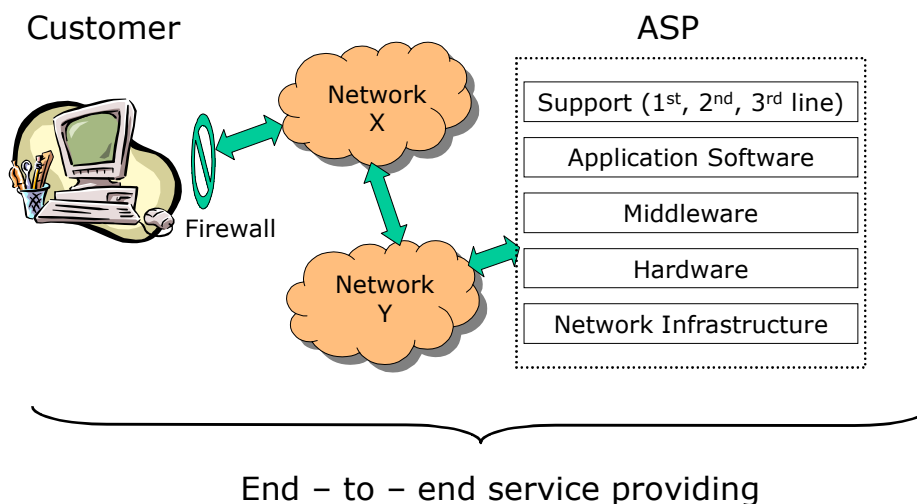 Customer
ASP
Network
X
Firewall
Network
Y
Support (1st, 2nd, 3rd line)
Application Software
Middleware
Hardware
Network Infrastructure
End – to – end service providing